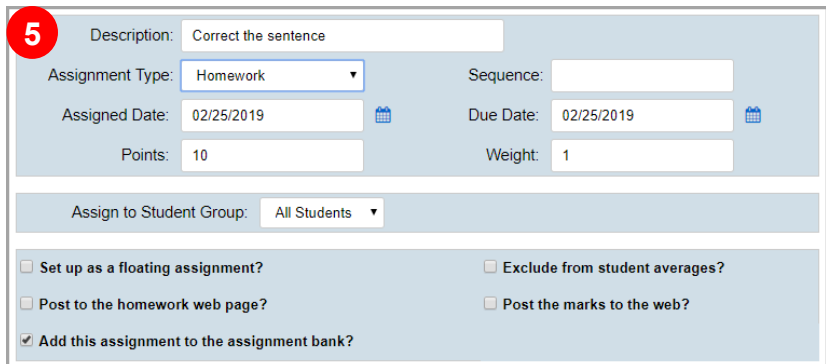 5
Description: Correct the sentence
Assignment Type: Homework Sequence:
Assigned Date: 02/25/2019 Due Date: 02/25/2019
Points: 10 Weight: 1
Assign to Student Group: All Students
Set up as a floating assignment? Exclude from student averages?
Post to the homework web page? Post the marks to the web?
Add this assignment to the assignment bank?